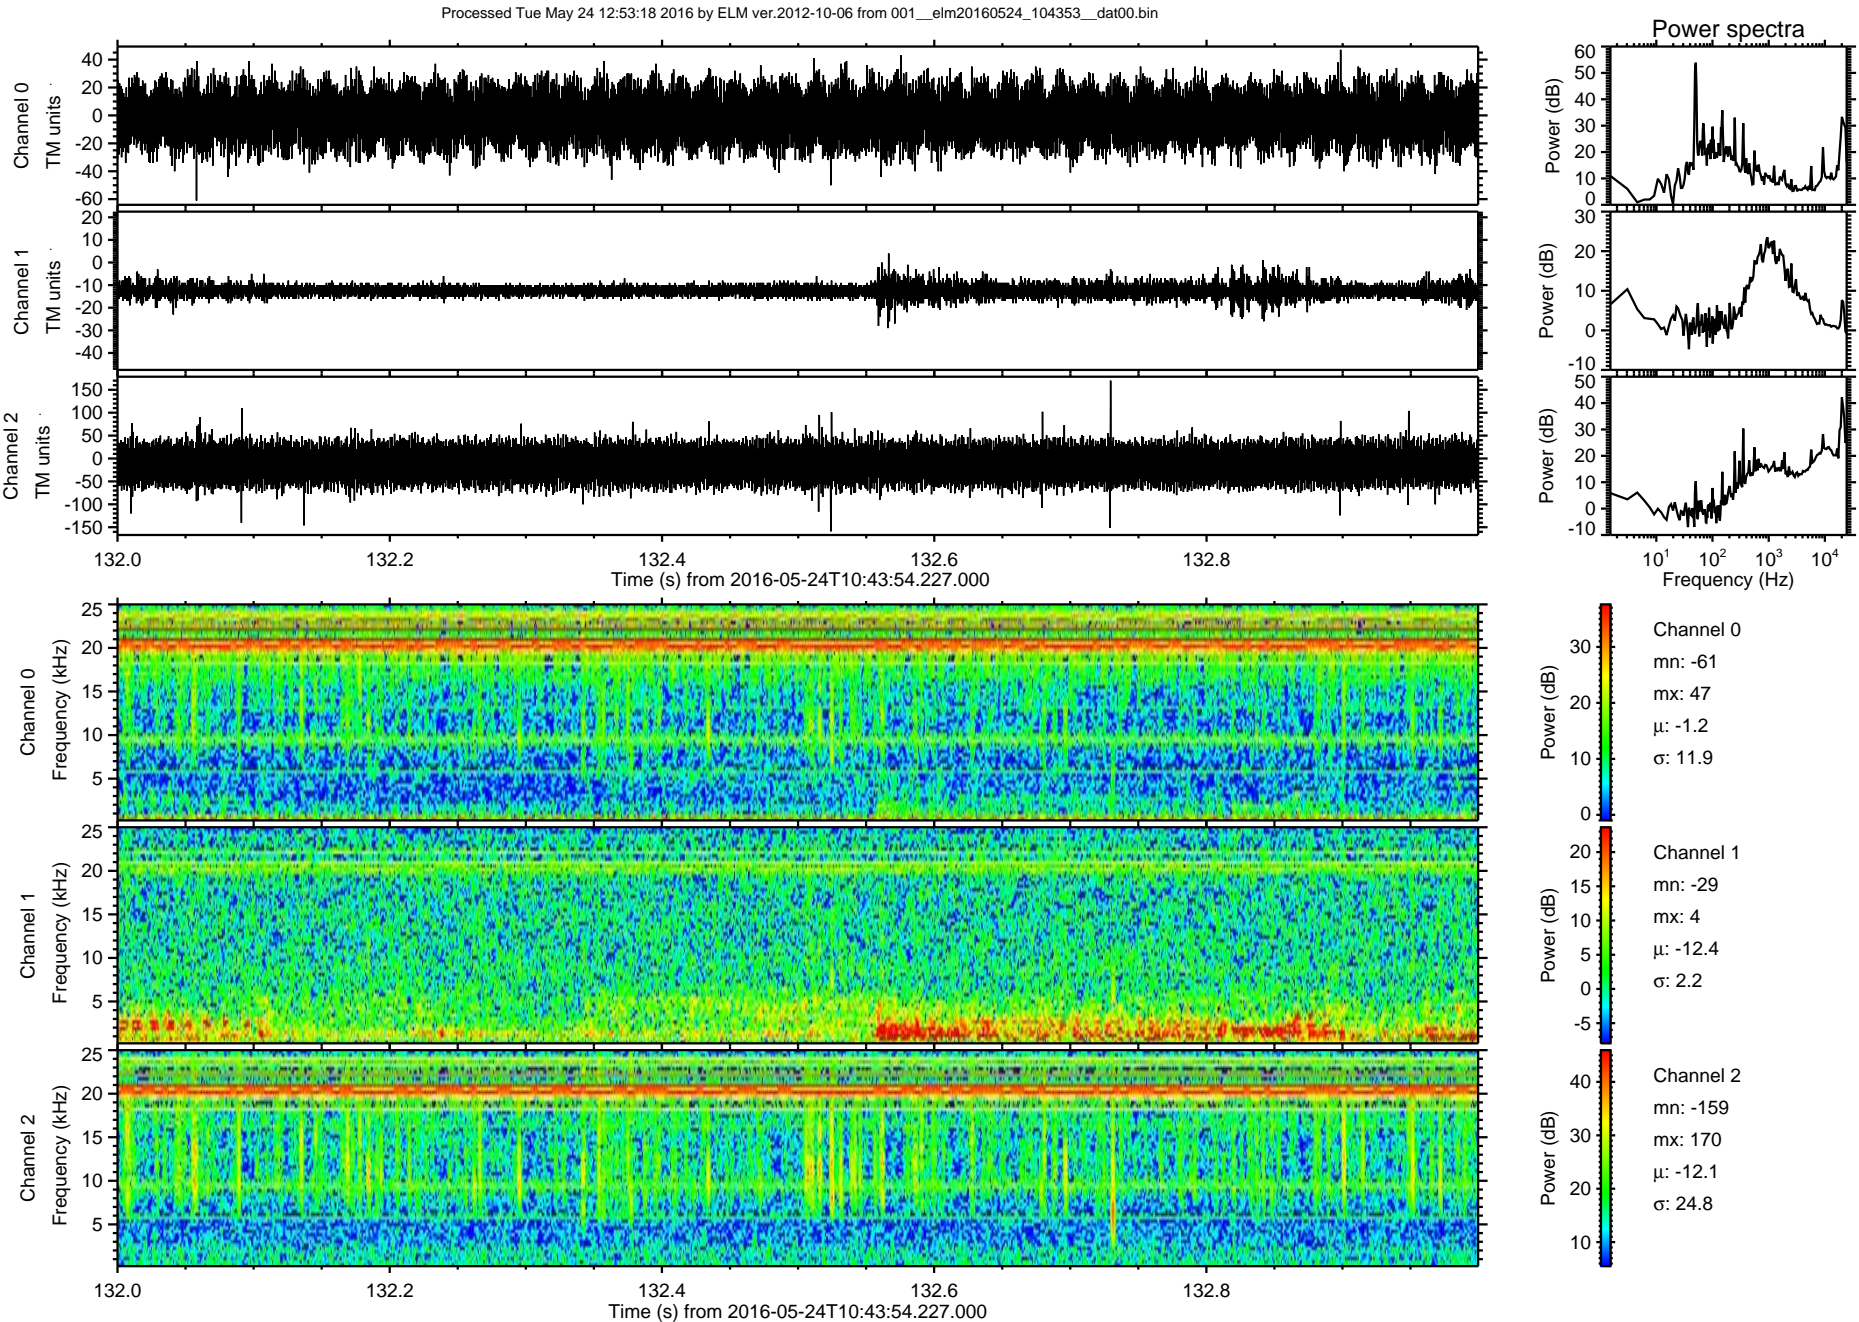 Processed Tue May 24 12:53:18 2016 by ELM ver.2012-10-06 from 001__elm20160524_104353__dat00.bin
Power spectra
Channel 0
TM units
40
20
0
-20
-40
-60
Power (dB)
60
50
40
30
20
10
0
Channel 1
TM units
20
10
0
-10
-20
-30
-40
Power (dB)
30
20
10
0
-10
Channel 2
TM units
150
100
50
0
-50
-100
-150
Power (dB)
50
40
30
20
10
0
-10
132.0 132.2 132.4 132.6 132.8
Time (s) from 2016-05-24T10:43:54.227.000
10¹ 10² 10³ 10⁴
Frequency (Hz)
Channel 0
Frequency (kHz)
25
20
15
10
5
Power (dB)
30
20
10
0
Channel 0
mn: -61
mx: 47
μ: -1.2
σ: 11.9
Channel 1
Frequency (kHz)
25
20
15
10
5
Power (dB)
20
15
10
5
0
-5
Channel 1
mn: -29
mx: 4
μ: -12.4
σ: 2.2
Channel 2
Frequency (kHz)
25
20
15
10
5
Power (dB)
40
30
20
10
Channel 2
mn: -159
mx: 170
μ: -12.1
σ: 24.8
132.0 132.2 132.4 132.6 132.8
Time (s) from 2016-05-24T10:43:54.227.000